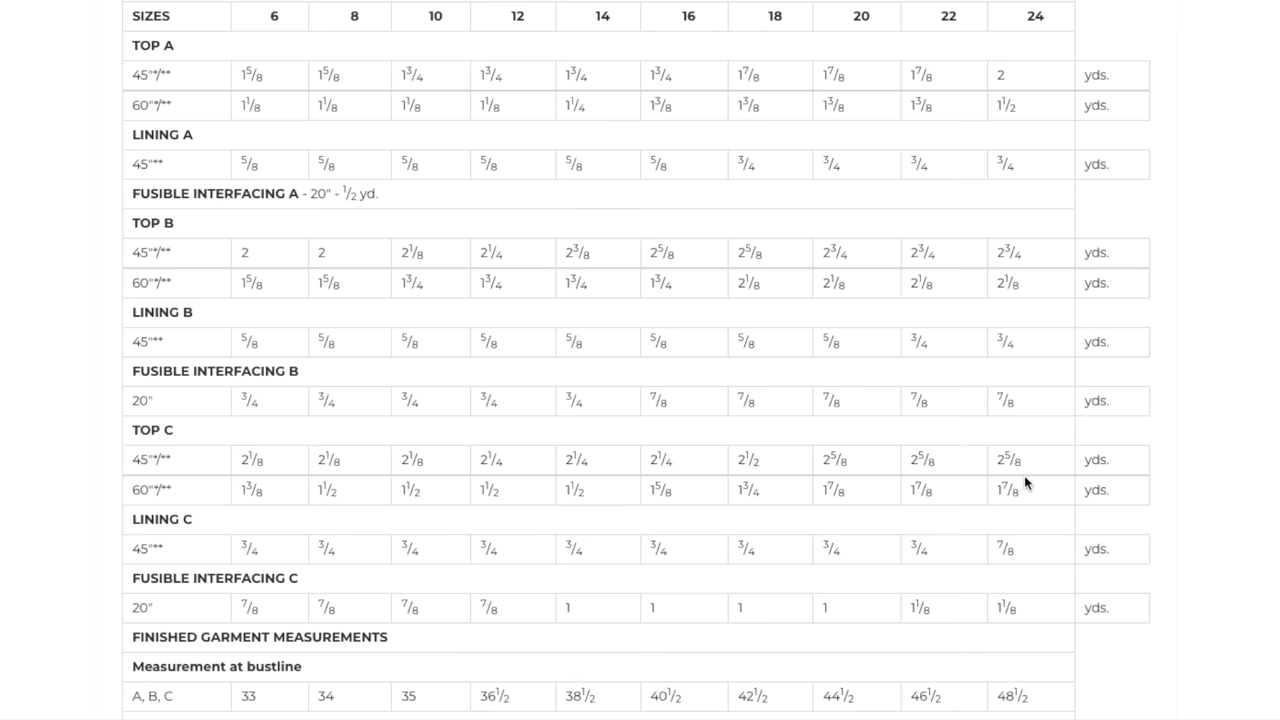 SIZES 6 8 10 12 14 16 18 20 22 24
TOP A
45"*/** 1⁵/₈ 1⁵/₈ 1³/₄ 1³/₄ 1³/₄ 1³/₄ 1⁷/₈ 1⁷/₈ 1⁷/₈ 2 yds.
60"*/** 1¹/₈ 1¹/₈ 1¹/₈ 1¹/₈ 1¹/₄ 1³/₈ 1³/₈ 1³/₈ 1³/₈ 1¹/₂ yds.
LINING A
45"** ⁵/₈ ⁵/₈ ⁵/₈ ⁵/₈ ⁵/₈ ⁵/₈ ³/₄ ³/₄ ³/₄ ³/₄ yds.
FUSIBLE INTERFACING A - 20" - ¹/₂ yd.
TOP B
45"*/** 2 2 2¹/₈ 2¹/₄ 2³/₈ 2⁵/₈ 2⁵/₈ 2³/₄ 2³/₄ 2³/₄ yds.
60"*/** 1⁵/₈ 1⁵/₈ 1³/₄ 1³/₄ 1³/₄ 1³/₄ 2¹/₈ 2¹/₈ 2¹/₈ 2¹/₈ yds.
LINING B
45"** ⁵/₈ ⁵/₈ ⁵/₈ ⁵/₈ ⁵/₈ ⁵/₈ ⁵/₈ ⁵/₈ ³/₄ ³/₄ yds.
FUSIBLE INTERFACING B
20" ³/₄ ³/₄ ³/₄ ³/₄ ³/₄ ⁷/₈ ⁷/₈ ⁷/₈ ⁷/₈ ⁷/₈ yds.
TOP C
45"*/** 2¹/₈ 2¹/₈ 2¹/₈ 2¹/₄ 2¹/₄ 2¹/₄ 2¹/₂ 2⁵/₈ 2⁵/₈ 2⁵/₈ yds.
60"*/** 1³/₈ 1¹/₂ 1¹/₂ 1¹/₂ 1¹/₂ 1⁵/₈ 1³/₄ 1⁷/₈ 1⁷/₈ 1⁷/₈ yds.
LINING C
45"** ³/₄ ³/₄ ³/₄ ³/₄ ³/₄ ³/₄ ³/₄ ³/₄ ³/₄ ⁷/₈ yds.
FUSIBLE INTERFACING C
20" ⁷/₈ ⁷/₈ ⁷/₈ ⁷/₈ 1 1 1 1 1¹/₈ 1¹/₈ yds.
FINISHED GARMENT MEASUREMENTS
Measurement at bustline
A, B, C 33 34 35 36¹/₂ 38¹/₂ 40¹/₂ 42¹/₂ 44¹/₂ 46¹/₂ 48¹/₂